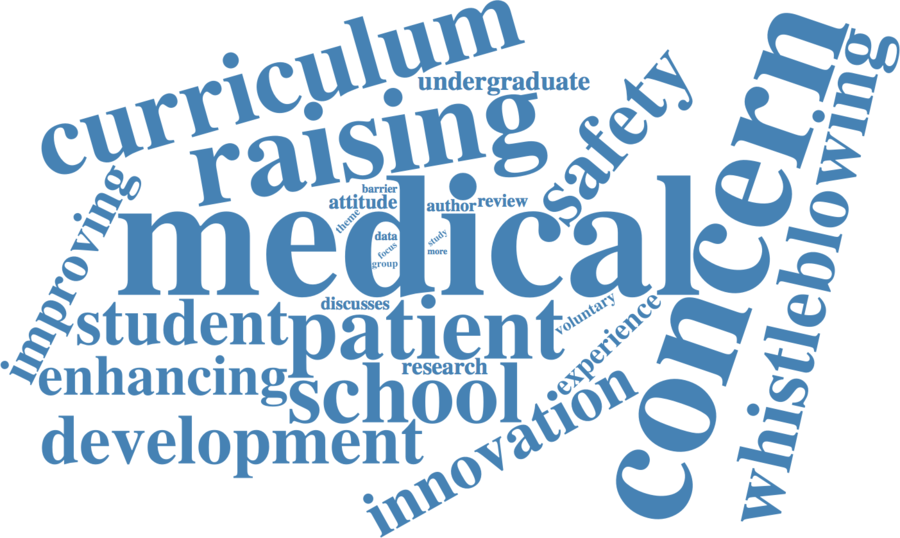 curriculum
undergraduate
raising
safety
concern
whistleblowing
improving
barrier
attitude
author
review
theme
medical
data
focus
group
study
more
discusses
student
patient
voluntary
experience
enhancing
research
school
development
innovation